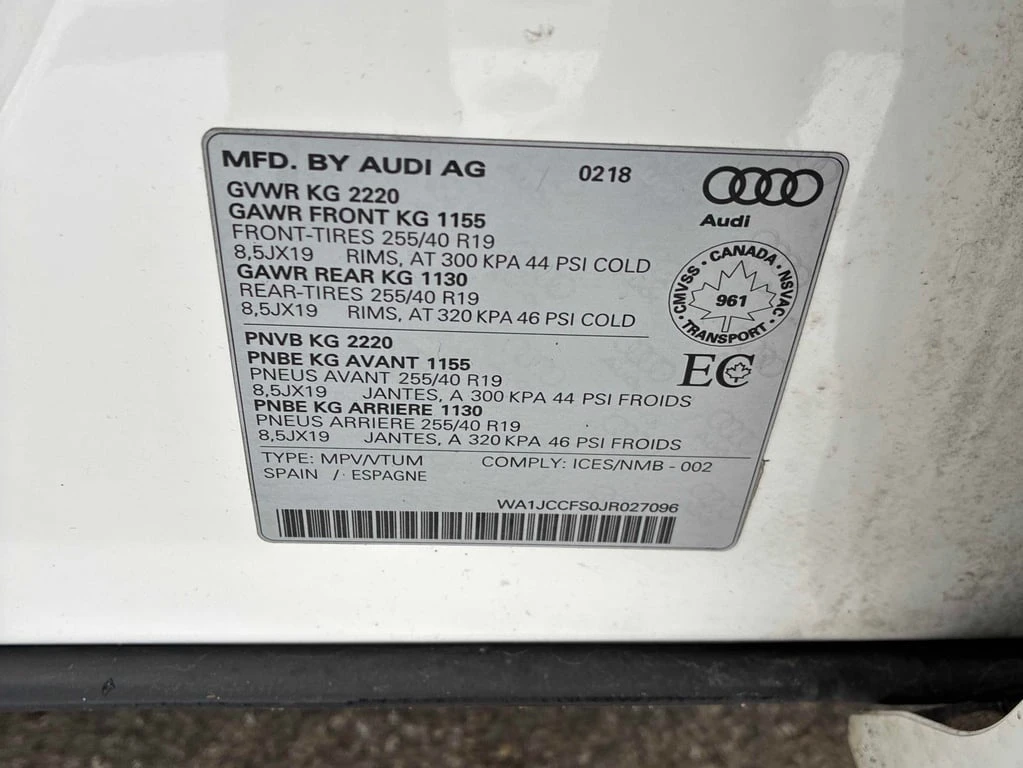 MFD. BY AUDI AG 0218
GVWR KG 2220
GAWR FRONT KG 1155
FRONT-TIRES 255/40 R19
8,5JX19 RIMS, AT 300 KPA 44 PSI COLD
GAWR REAR KG 1130
REAR-TIRES 255/40 R19
8,5JX19 RIMS, AT 320 KPA 46 PSI COLD
Audi
CMVSS • CANADA • NSVAC • TRANSPORT •
961
PNVB KG 2220
PNBE KG AVANT 1155
PNEUS AVANT 255/40 R19
8,5JX19 JANTES, A 300 KPA 44 PSI FROIDS
PNBE KG ARRIERE 1130
PNEUS ARRIERE 255/40 R19
8,5JX19 JANTES, A 320 KPA 46 PSI FROIDS
EC
TYPE: MPV/VTUM COMPLY: ICES/NMB - 002
SPAIN / ESPAGNE
WA1JCCFS0JR027096